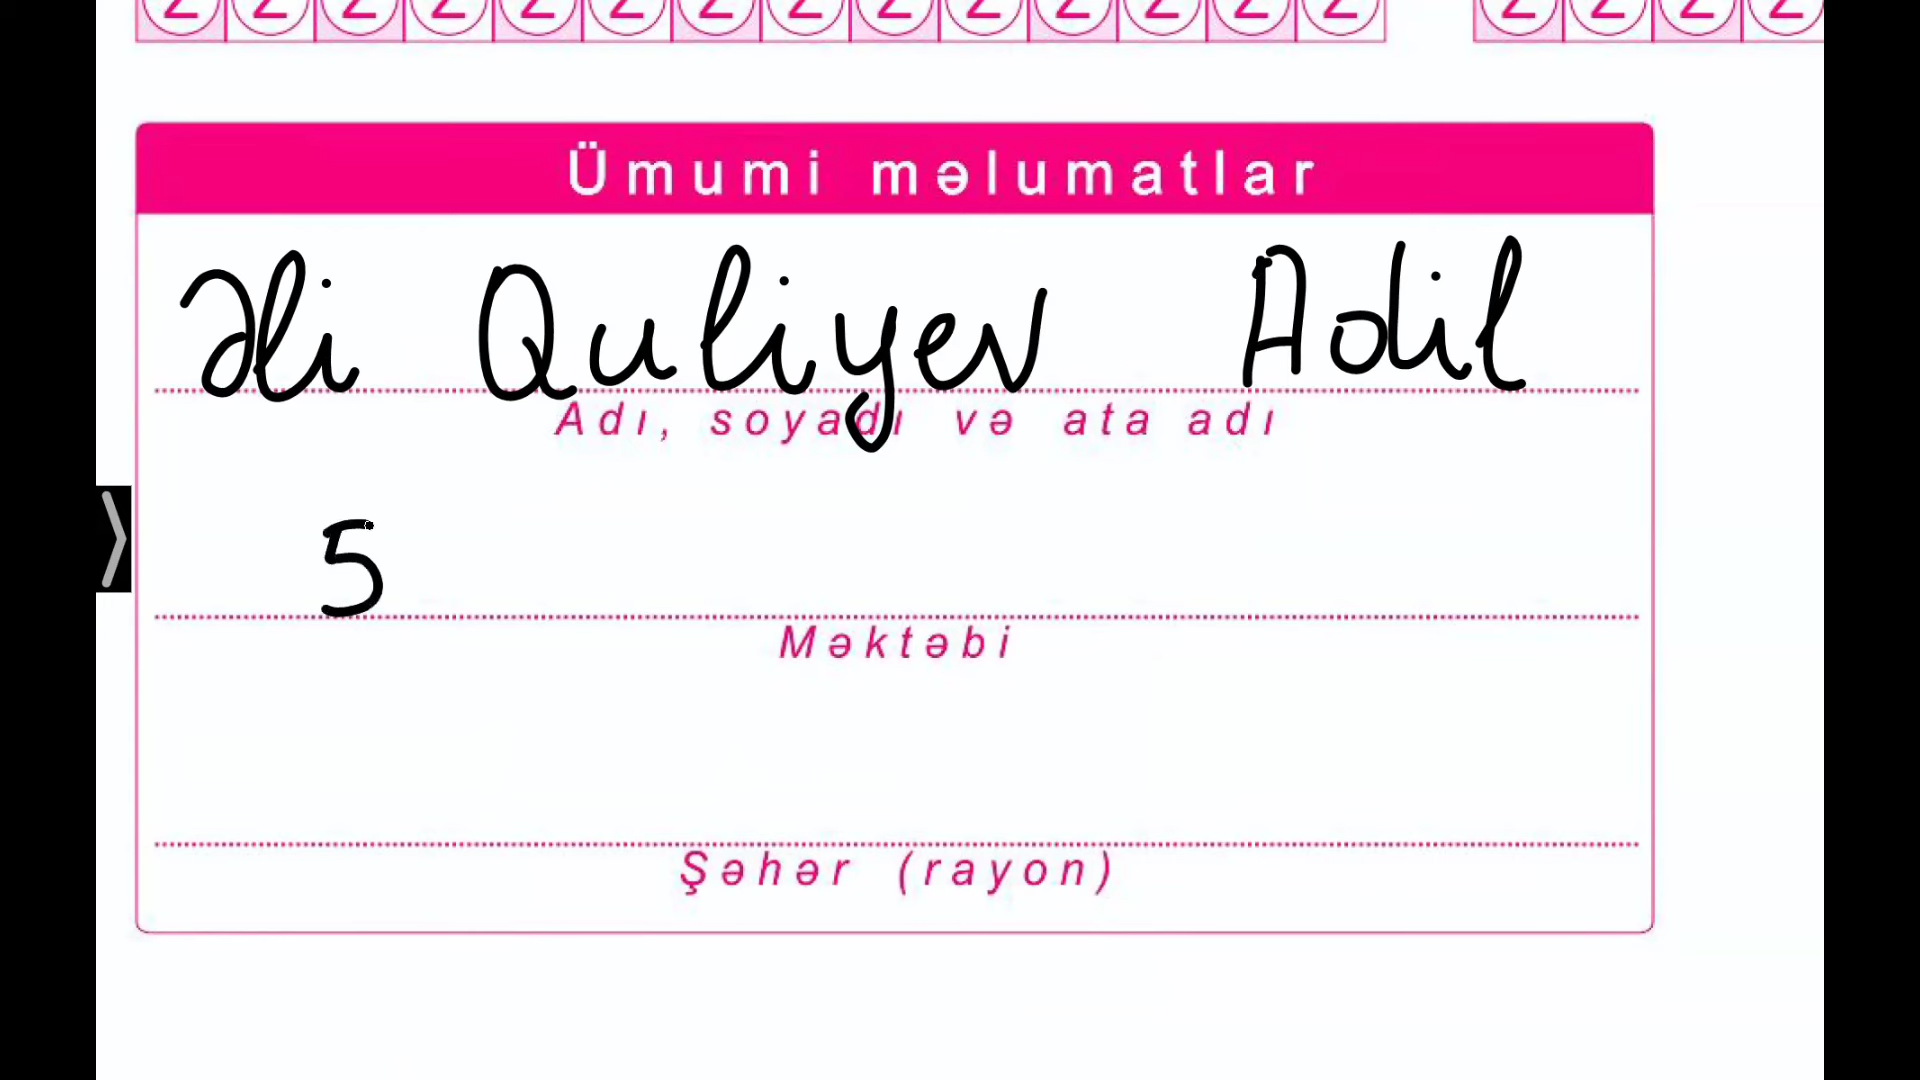 Z Z Z Z Z Z Z Z Z Z Z Z Z Z Z Z Z Z
Ümumi məlumatlar
Əli Quliyev Adil
Adı, soyadı və ata adı
5
Məktəbi
Şəhər (rayon)